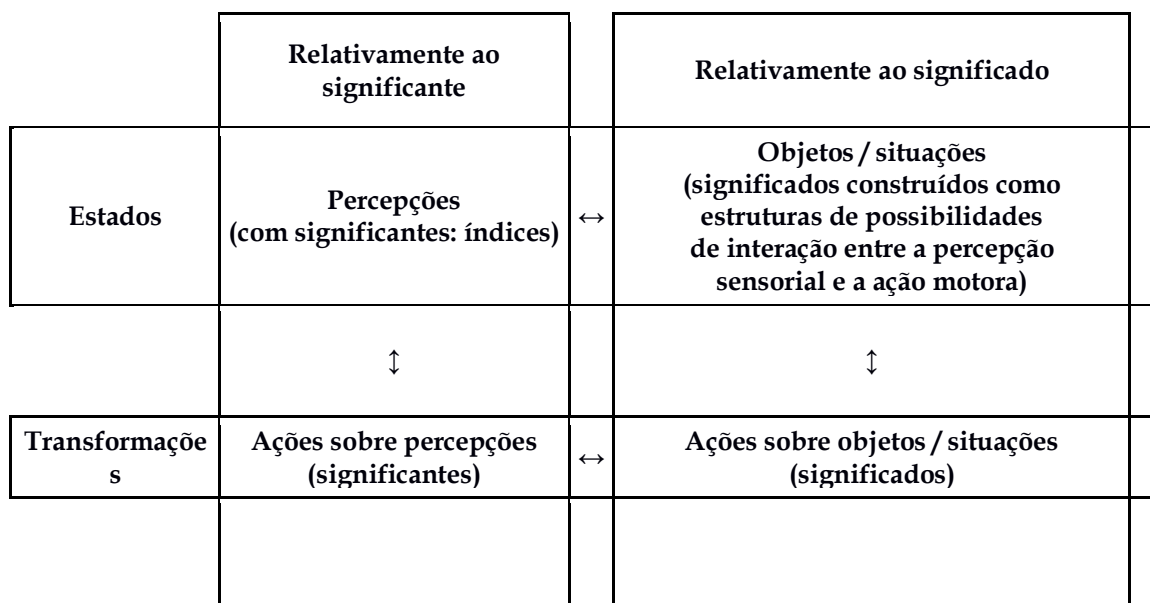 Relativamente ao
significante
Relativamente ao significado
Estados
Percepções
(com significantes: índices)
↔
Objetos / situações
(significados construídos como
estruturas de possibilidades
de interação entre a percepção
sensorial e a ação motora)
↕
↕
Transformaçõe
s
Ações sobre percepções
(significantes)
↔
Ações sobre objetos / situações
(significados)